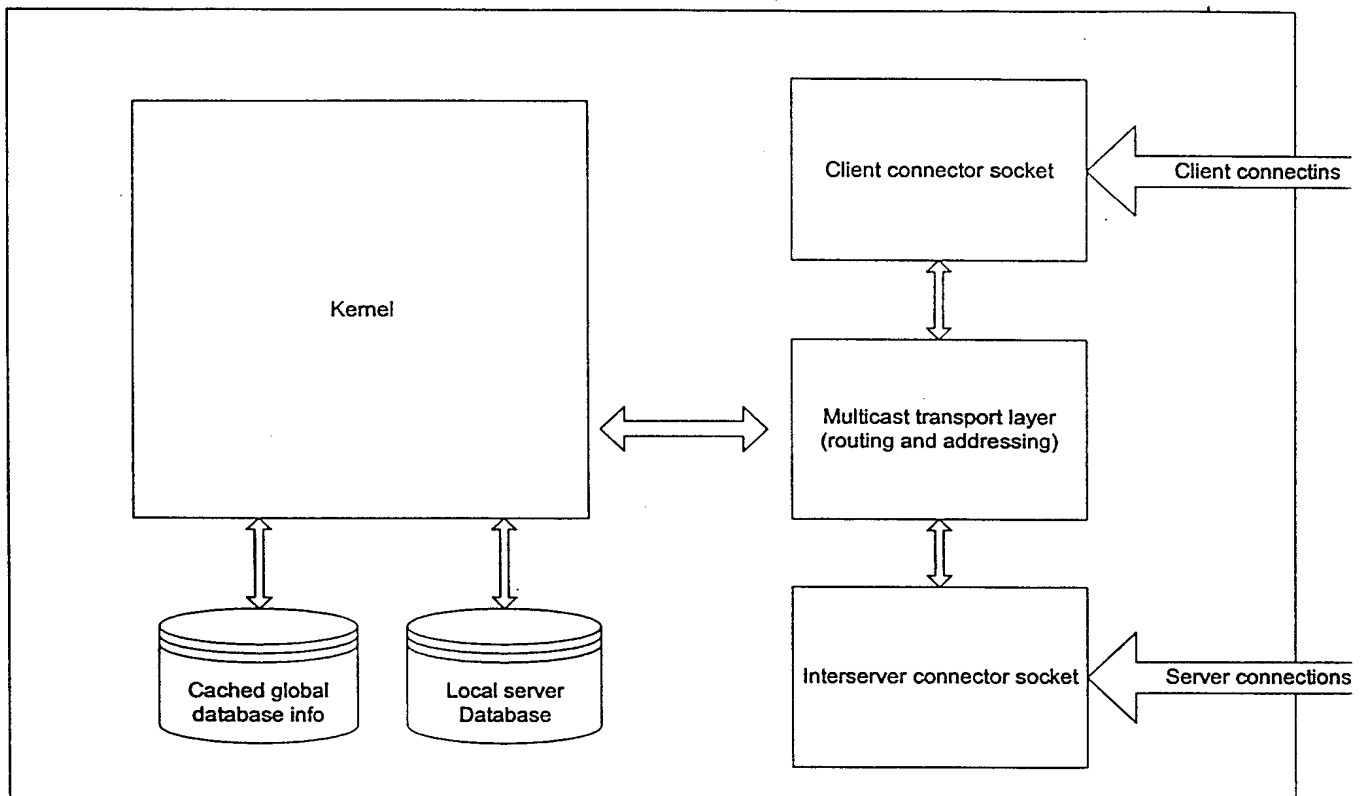 Client connector socket
Client connectins
Kernel
Multicast transport layer
(routing and addressing)
Interserver connector socket
Server connections
Cached global
database info
Local server
Database